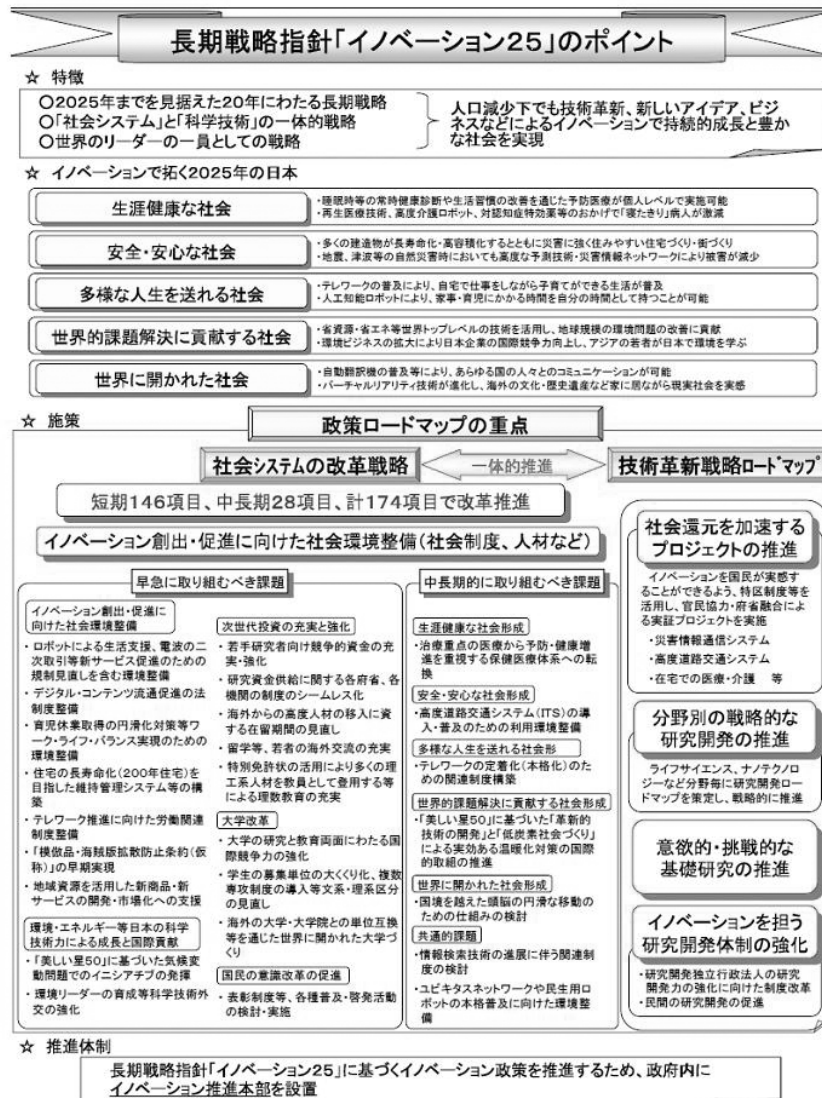 長期戦略指針「イノベーション25」のポイント
☆ 特徴
○2025年までを見据えた20年にわたる長期戦略
○「社会システム」と「科学技術」の一体的戦略
○世界のリーダーの一員としての戦略
人口減少下でも技術革新、新しいアイデア、ビジ
ネスなどによるイノベーションで持続的成長と豊か
な社会を実現
☆ イノベーションで拓く2025年の日本
生涯健康な社会
・睡眠時等の常時健康診断や生活習慣の改善を通じた予防医療が個人レベルで実施可能
・再生医療技術、高度介護ロボット、対認知症特効薬等のおかげで「寝たきり」病人が激減
安全・安心な社会
・多くの建造物が長寿命化・高容積化するとともに災害に強く住みやすい住宅づくり・街づくり
・地震、津波等の自然災害時においても高度な予測技術・災害情報ネットワークにより被害が減少
多様な人生を送れる社会
・テレワークの普及により、自宅で仕事をしながら子育てができる生活が普及
・人工知能ロボットにより、家事・育児にかかる時間を自分の時間として持つことが可能
世界的課題解決に貢献する社会
・省資源・省エネ等世界トップレベルの技術を活用し、地球規模の環境問題の改善に貢献
・環境ビジネスの拡大により日本企業の国際競争力向上し、アジアの若者が日本で環境を学ぶ
世界に開かれた社会
・自動翻訳機の普及等により、あらゆる国の人々とのコミュニケーションが可能
・バーチャルリアリティ技術が進化し、海外の文化・歴史遺産など家に居ながら現実社会を実感
☆ 施策
政策ロードマップの重点
社会システムの改革戦略
一体的推進
技術革新戦略ロードマップ
短期146項目、中長期28項目、計174項目で改革推進
イノベーション創出・促進に向けた社会環境整備(社会制度、人材など)
早急に取り組むべき課題
イノベーション創出・促進に
向けた社会環境整備
・ロボットによる生活支援、電波の二
次取引等新サービス促進のための
規制見直しを含む環境整備
・デジタル・コンテンツ流通促進の法
制度整備
・育児休業取得の円滑化対策等ワ
ーク・ライフ・バランス実現のための
環境整備
・住宅の長寿命化(200年住宅)を
目指した維持管理システム等の構
築
・テレワーク推進に向けた労働関連
制度整備
・「模倣品・海賊版拡散防止条約(仮
称)」の早期実現
・地域資源を活用した新商品・新
サービスの開発・市場化への支援
環境・エネルギー等日本の科学
技術力による成長と国際貢献
・「美しい星50」に基づいた気候変
動問題でのイニシアチブの発揮
・環境リーダーの育成等科学技術外
交の強化
次世代投資の充実と強化
・若手研究者向け競争的資金の充
実・強化
・研究資金供給に関する各府省、各
機関の制度のシームレス化
・海外からの高度人材の移入に資
する在留期間の見直し
・留学等、若者の海外交流の充実
・特別免許状の活用により多くの理
工系人材を教員として登用する等
による理数教育の充実
大学改革
・大学の研究と教育両面にわたる国
際競争力の強化
・学生の募集単位の大くくり化、複数
専攻制度の導入等文系・理系区分
の見直し
・海外の大学・大学院との単位互換
等を通じた世界に開かれた大学づ
くり
国民の意識改革の促進
・表彰制度等、各種普及・啓発活動
の検討・実施
中長期的に取り組むべき課題
生涯健康な社会形成
・治療重点の医療から予防・健康増
進を重視する保健医療体系への転
換
安全・安心な社会形成
・高度道路交通システム(ITS)の導
入・普及のための利用環境整備
多様な人生を送れる社会形
・テレワークの定着化(本格化)のた
めの関連制度構築
世界的課題解決に貢献する社会形成
・「美しい星50」に基づいた「革新的
技術の開発」と「低炭素社会づくり」
による実効ある温暖化対策の国際
的取組の推進
世界に開かれた社会形成
・国境を越えた頭脳の円滑な移動の
ための仕組みの検討
共通的課題
・情報検索技術の進展に伴う関連制
度の検討
・ユビキタスネットワークや民生用ロ
ボットの本格普及に向けた環境整
備
社会還元を加速する
プロジェクトの推進
イノベーションを国民が実感す
ることができるよう、特区制度等を
活用し、官民協力・府省融合によ
る実証プロジェクトを実施
・災害情報通信システム
・高度道路交通システム
・在宅での医療・介護 等
分野別の戦略的な
研究開発の推進
ライフサイエンス、ナノテクノロ
ジーなど分野毎に研究開発ロー
ドマップを策定し、戦略的に推進
意欲的・挑戦的な
基礎研究の推進
イノベーションを担う
研究開発体制の強化
・研究開発独立行政法人の研究
開発力の強化に向けた制度改革
・民間の研究開発の促進
☆ 推進体制
長期戦略指針「イノベーション25」に基づくイノベーション政策を推進するため、政府内に
イノベーション推進本部を設置